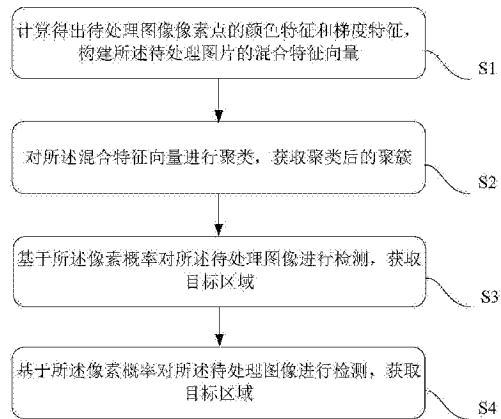 计算得出待处理图像像素点的颜色特征和梯度特征，
构建所述待处理图片的混合特征向量
S1
对所述混合特征向量进行聚类，获取聚类后的聚簇
S2
基于所述像素概率对所述待处理图像进行检测，获取
目标区域
S3
基于所述像素概率对所述待处理图像进行检测，获取
目标区域
S4